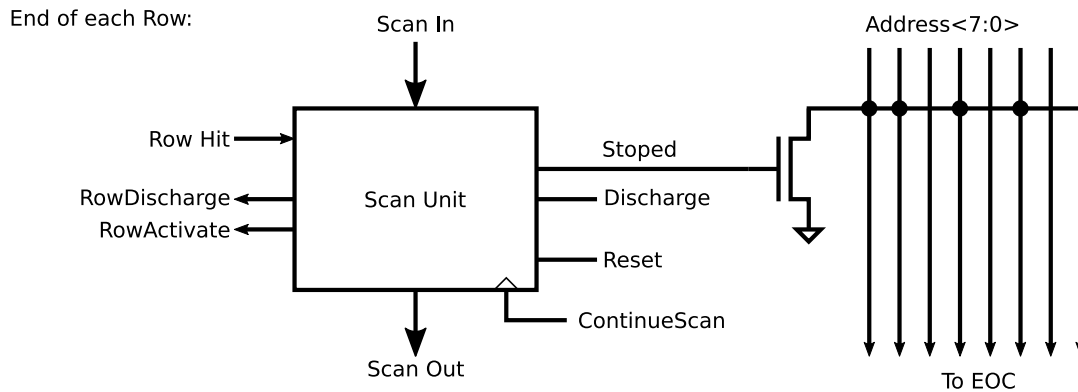 End of each Row:
Scan In
Address<7:0>
Row Hit
Stoped
RowDischarge
Scan Unit
Discharge
RowActivate
Reset
ContinueScan
Scan Out
To EOC